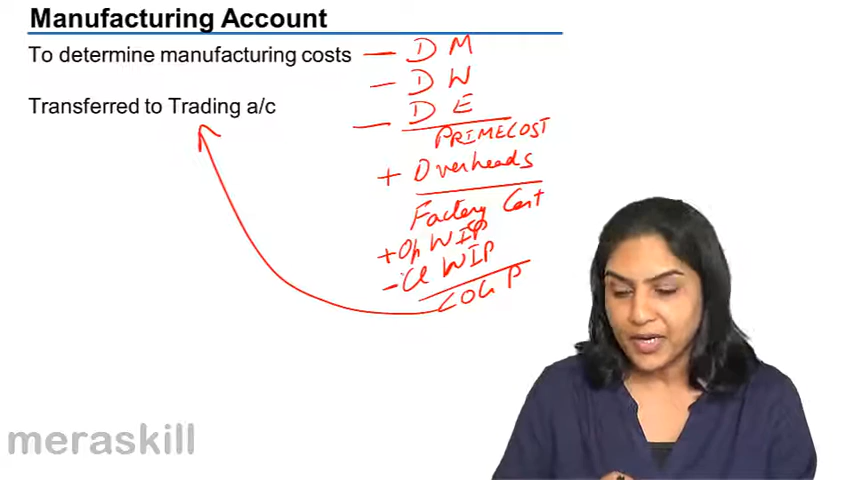 Manufacturing Account
To determine manufacturing costs
— D M
— D W
Transferred to Trading a/c
— D E
PRIMECOST
+ Overheads
Factory Cost
+ Op WIP
- Cl WIP
COGP
meraskill